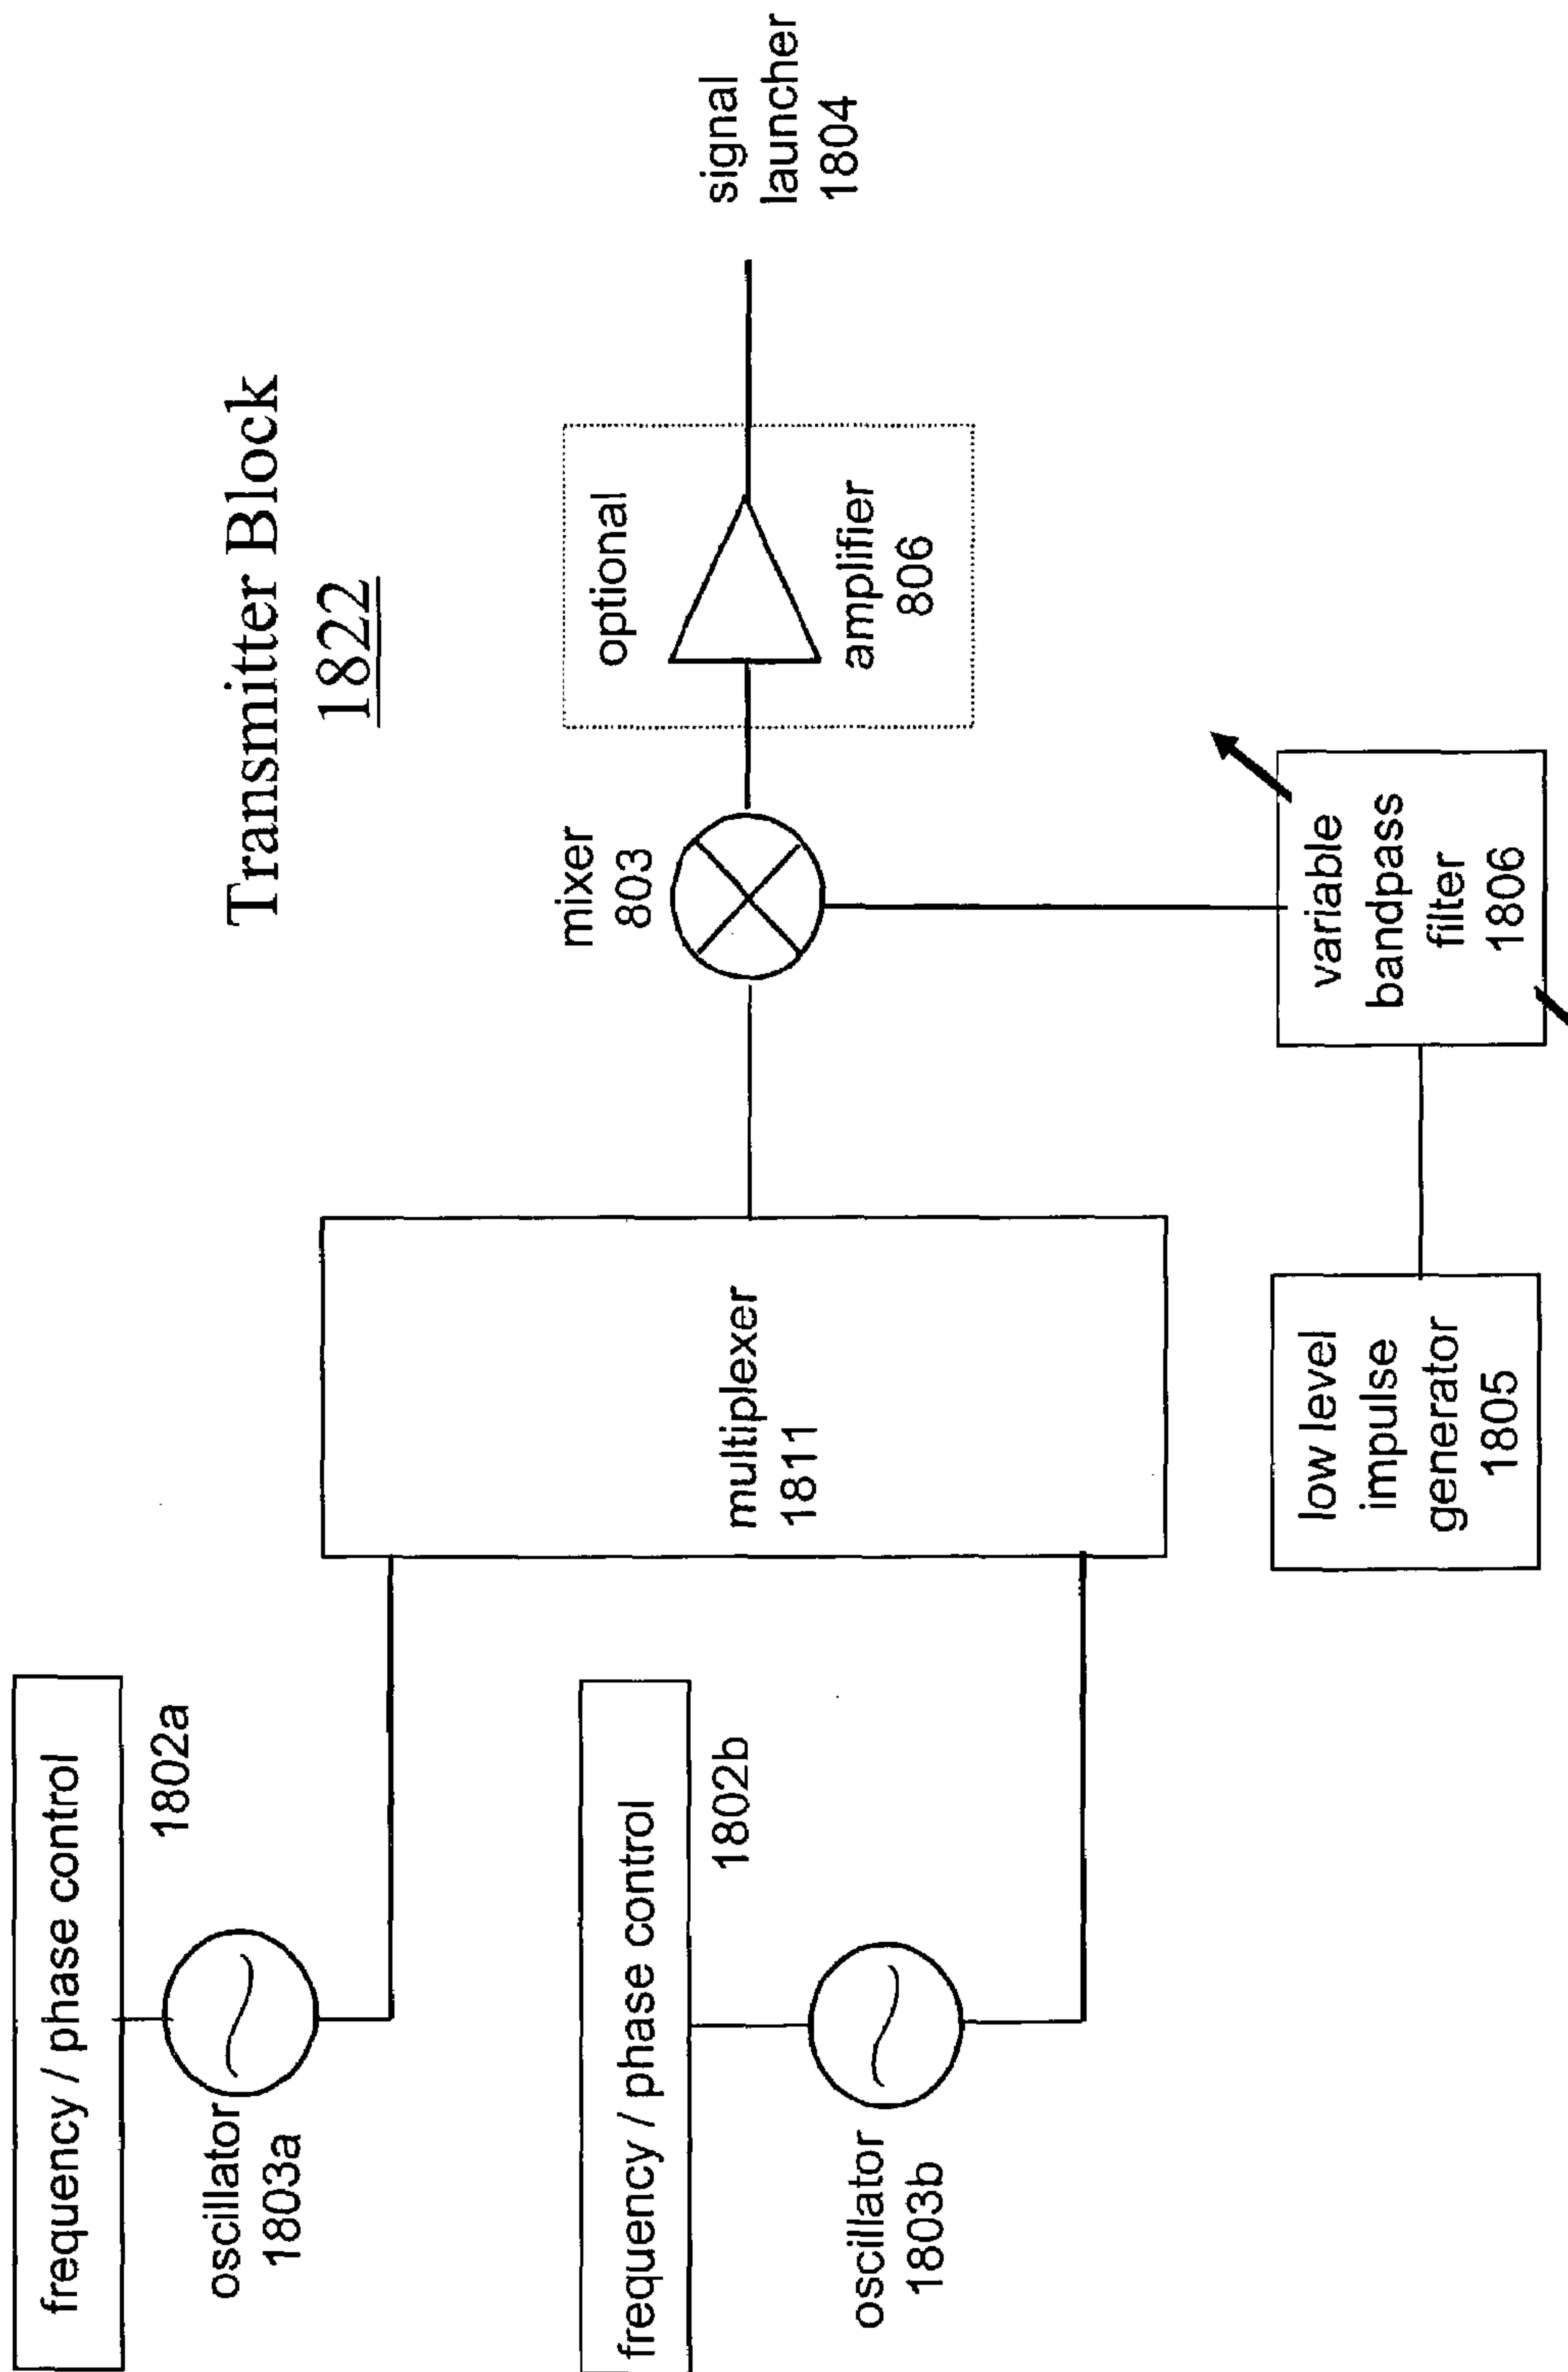 Transmitter Block
1822
frequency / phase control
1802a
oscillator
1803a
frequency / phase control
1802b
oscillator
1803b
multiplexer
1811
mixer
803
optional
amplifier
806
signal
launcher
1804
low level
impulse
generator
1805
variable
bandpass
filter
1806